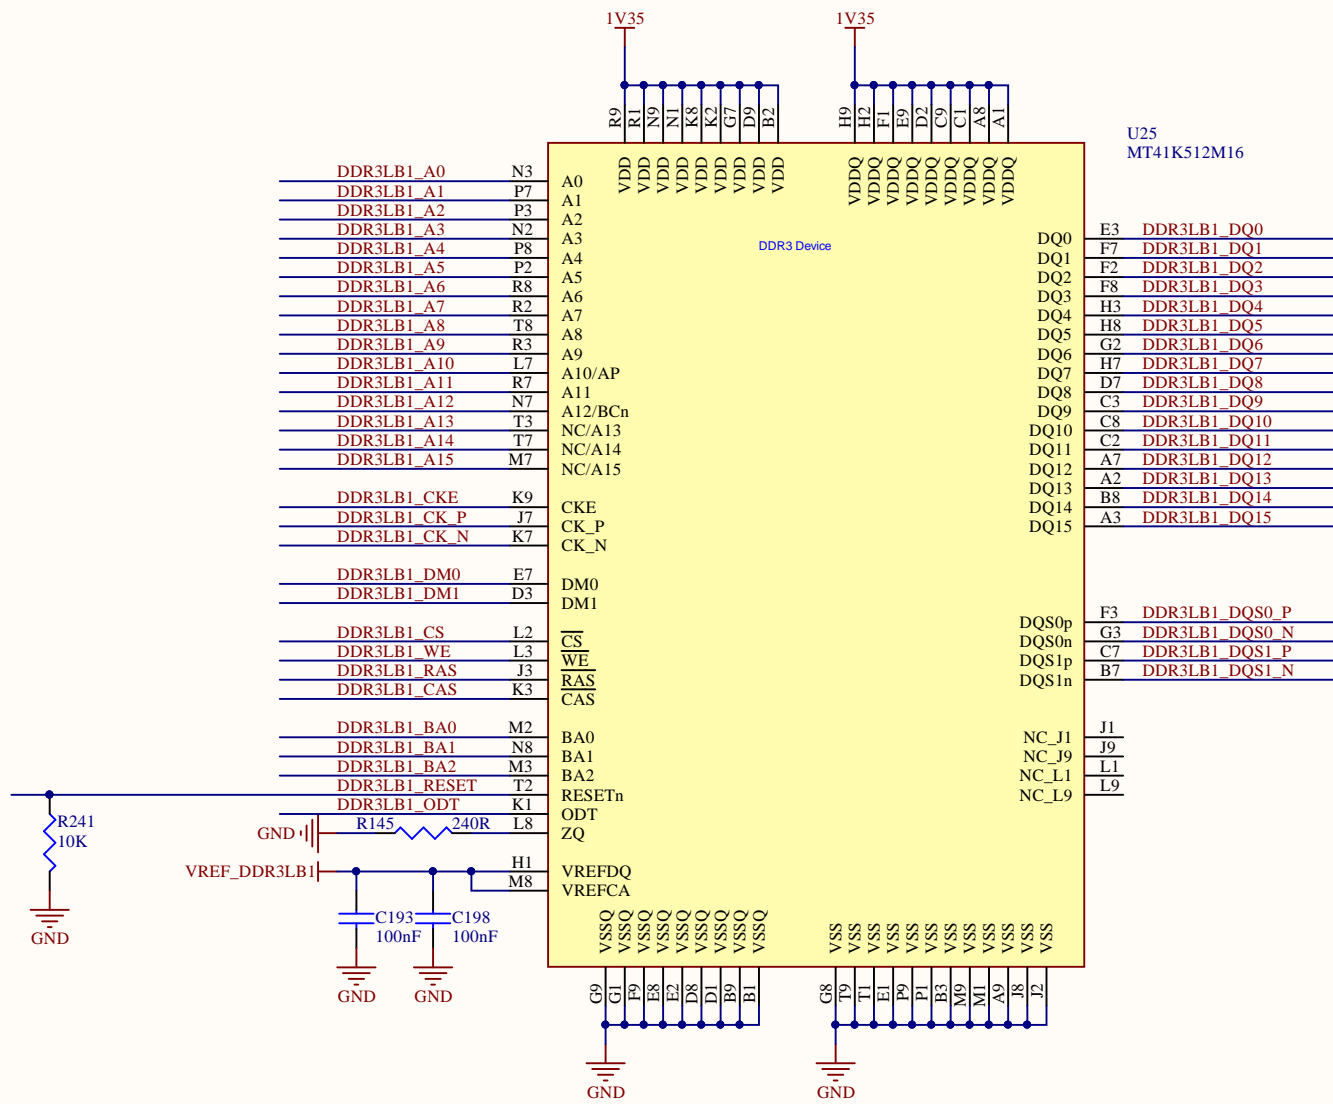 1V35
1V35
R9 R1 N9 N1 K8 K2 G7 D9 B2
H9 H2 F1 E9 D2 C9 C1 A8 A1
U25
MT41K512M16
VDD VDD VDD VDD VDD VDD VDD VDD VDD
VDDQ VDDQ VDDQ VDDQ VDDQ VDDQ VDDQ VDDQ VDDQ
DDR3 Device
DDR3LB1_A0 N3 A0
DDR3LB1_A1 P7 A1
DDR3LB1_A2 P3 A2
DDR3LB1_A3 N2 A3
DDR3LB1_A4 P8 A4
DDR3LB1_A5 P2 A5
DDR3LB1_A6 R8 A6
DDR3LB1_A7 R2 A7
DDR3LB1_A8 T8 A8
DDR3LB1_A9 R3 A9
DDR3LB1_A10 L7 A10/AP
DDR3LB1_A11 R7 A11
DDR3LB1_A12 N7 A12/BCn
DDR3LB1_A13 T3 NC/A13
DDR3LB1_A14 T7 NC/A14
DDR3LB1_A15 M7 NC/A15
DDR3LB1_CKE K9 CKE
DDR3LB1_CK_P J7 CK_P
DDR3LB1_CK_N K7 CK_N
DDR3LB1_DM0 E7 DM0
DDR3LB1_DM1 D3 DM1
DDR3LB1_CS L2 CS
DDR3LB1_WE L3 WE
DDR3LB1_RAS J3 RAS
DDR3LB1_CAS K3 CAS
DDR3LB1_BA0 M2 BA0
DDR3LB1_BA1 N8 BA1
DDR3LB1_BA2 M3 BA2
DDR3LB1_RESET T2 RESETn
DDR3LB1_ODT K1 ODT
GND R145 240R L8 ZQ
R241
10K
GND
VREF_DDR3LB1 H1 VREFDQ
M8 VREFCA
C193
100nF
C198
100nF
GND
GND
DQ0 E3 DDR3LB1_DQ0
DQ1 F7 DDR3LB1_DQ1
DQ2 F2 DDR3LB1_DQ2
DQ3 F8 DDR3LB1_DQ3
DQ4 H3 DDR3LB1_DQ4
DQ5 H8 DDR3LB1_DQ5
DQ6 G2 DDR3LB1_DQ6
DQ7 H7 DDR3LB1_DQ7
DQ8 D7 DDR3LB1_DQ8
DQ9 C3 DDR3LB1_DQ9
DQ10 C8 DDR3LB1_DQ10
DQ11 C2 DDR3LB1_DQ11
DQ12 A7 DDR3LB1_DQ12
DQ13 A2 DDR3LB1_DQ13
DQ14 B8 DDR3LB1_DQ14
DQ15 A3 DDR3LB1_DQ15
DQS0p F3 DDR3LB1_DQS0_P
DQS0n G3 DDR3LB1_DQS0_N
DQS1p C7 DDR3LB1_DQS1_P
DQS1n B7 DDR3LB1_DQS1_N
NC_J1 J1
NC_J9 J9
NC_L1 L1
NC_L9 L9
VSSQ VSSQ VSSQ VSSQ VSSQ VSSQ VSSQ VSSQ VSSQ
VSS VSS VSS VSS VSS VSS VSS VSS VSS VSS VSS VSS
G9 G1 F9 E8 E2 D8 D1 B9 B1
G8 T9 T1 E1 P9 P1 B3 M9 M1 A9 J8 J2
GND
GND